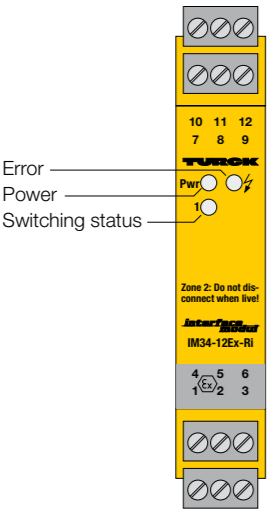 10 11 12
7 8 9
TURCK
Error
Pwr
Power
1
Switching status
Zone 2: Do not dis-
connect when live!
interface
modul
IM34-12Ex-Ri
4 5 6
Ex
1 2 3